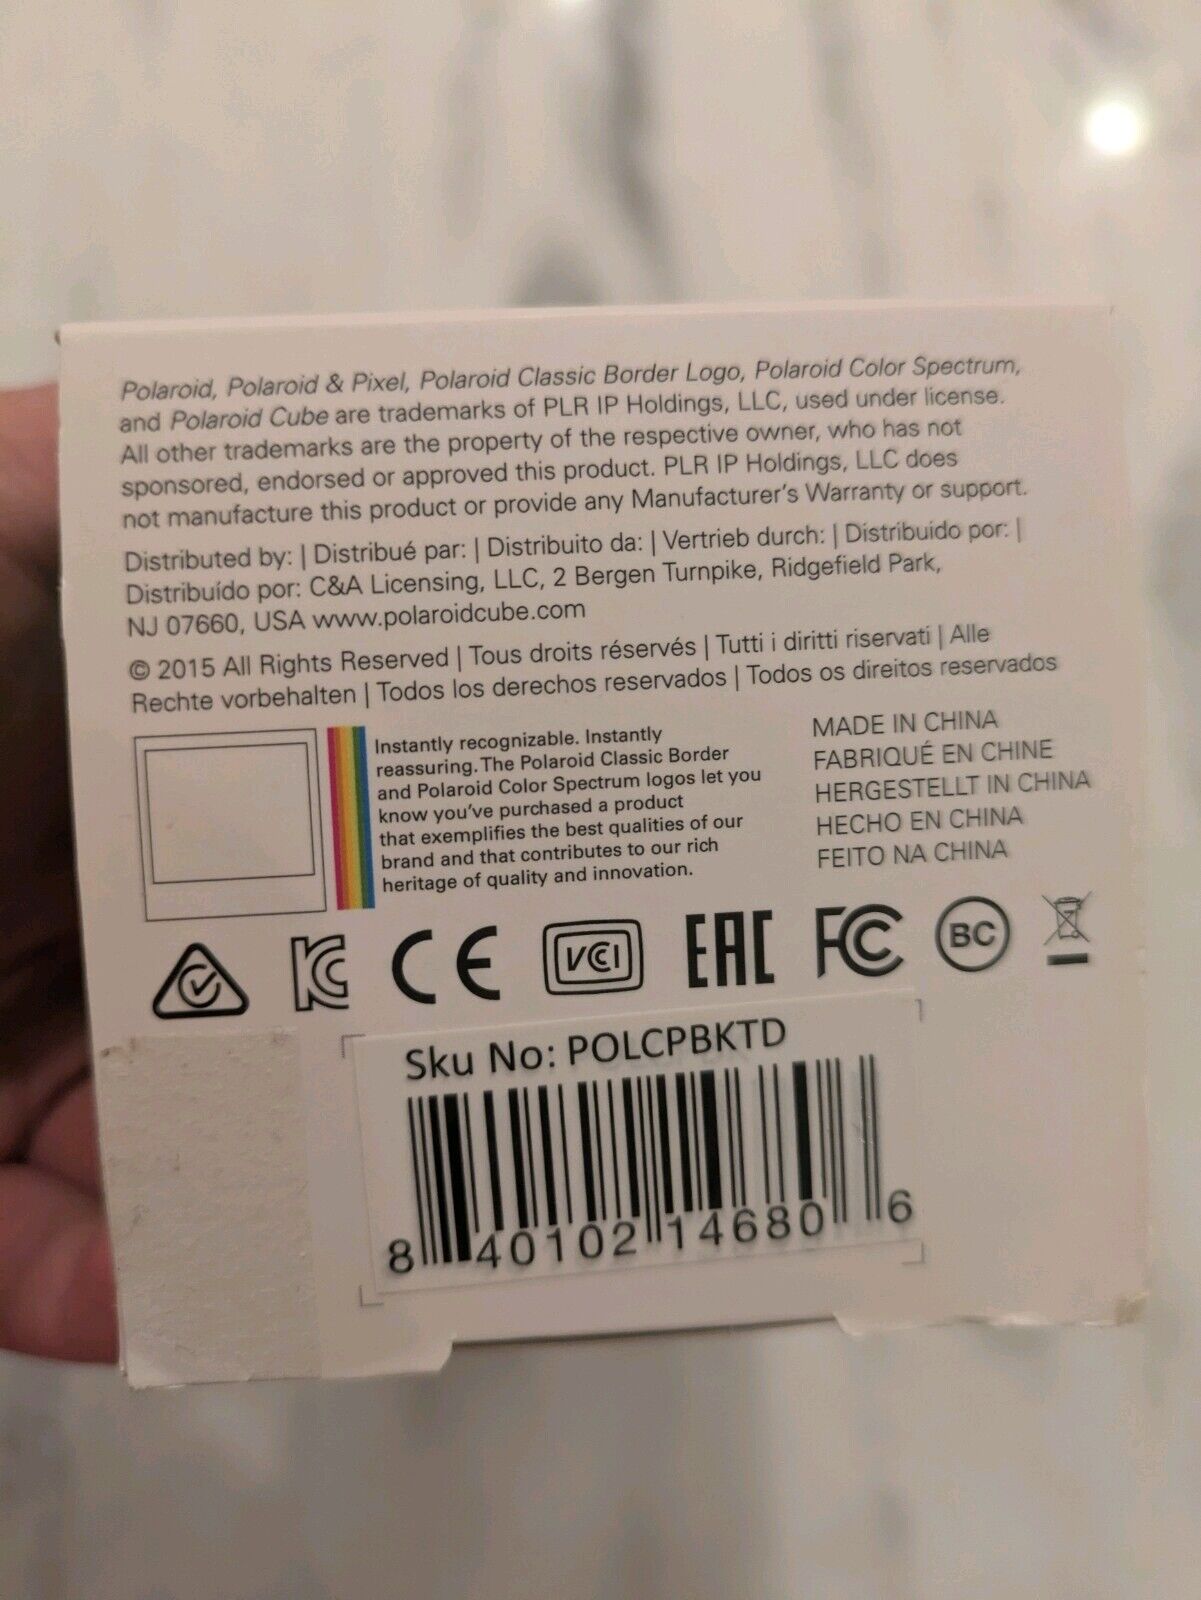 Polaroid, Polaroid & Pixel, Polaroid Classic Border Logo, Polaroid Color Spectrum,
and Polaroid Cube are trademarks of PLR IP Holdings, LLC, used under license.
All other trademarks are the property of the respective owner, who has not
sponsored, endorsed or approved this product. PLR IP Holdings, LLC does
not manufacture this product or provide any Manufacturer's Warranty or support.
Distributed by: | Distribué par: | Distribuito da: | Vertrieb durch: | Distribuido por: |
Distribuído por: C&A Licensing, LLC, 2 Bergen Turnpike, Ridgefield Park,
NJ 07660, USA www.polaroidcube.com
© 2015 All Rights Reserved | Tous droits réservés | Tutti i diritti riservati | Alle
Rechte vorbehalten | Todos los derechos reservados | Todos os direitos reservados
Instantly recognizable. Instantly
reassuring. The Polaroid Classic Border
and Polaroid Color Spectrum logos let you
know you've purchased a product
that exemplifies the best qualities of our
brand and that contributes to our rich
heritage of quality and innovation.
MADE IN CHINA
FABRIQUÉ EN CHINE
HERGESTELLT IN CHINA
HECHO EN CHINA
FEITO NA CHINA
CE VCCI EAC FC BC
Sku No: POLCPBKTD
8 40102 14680 6